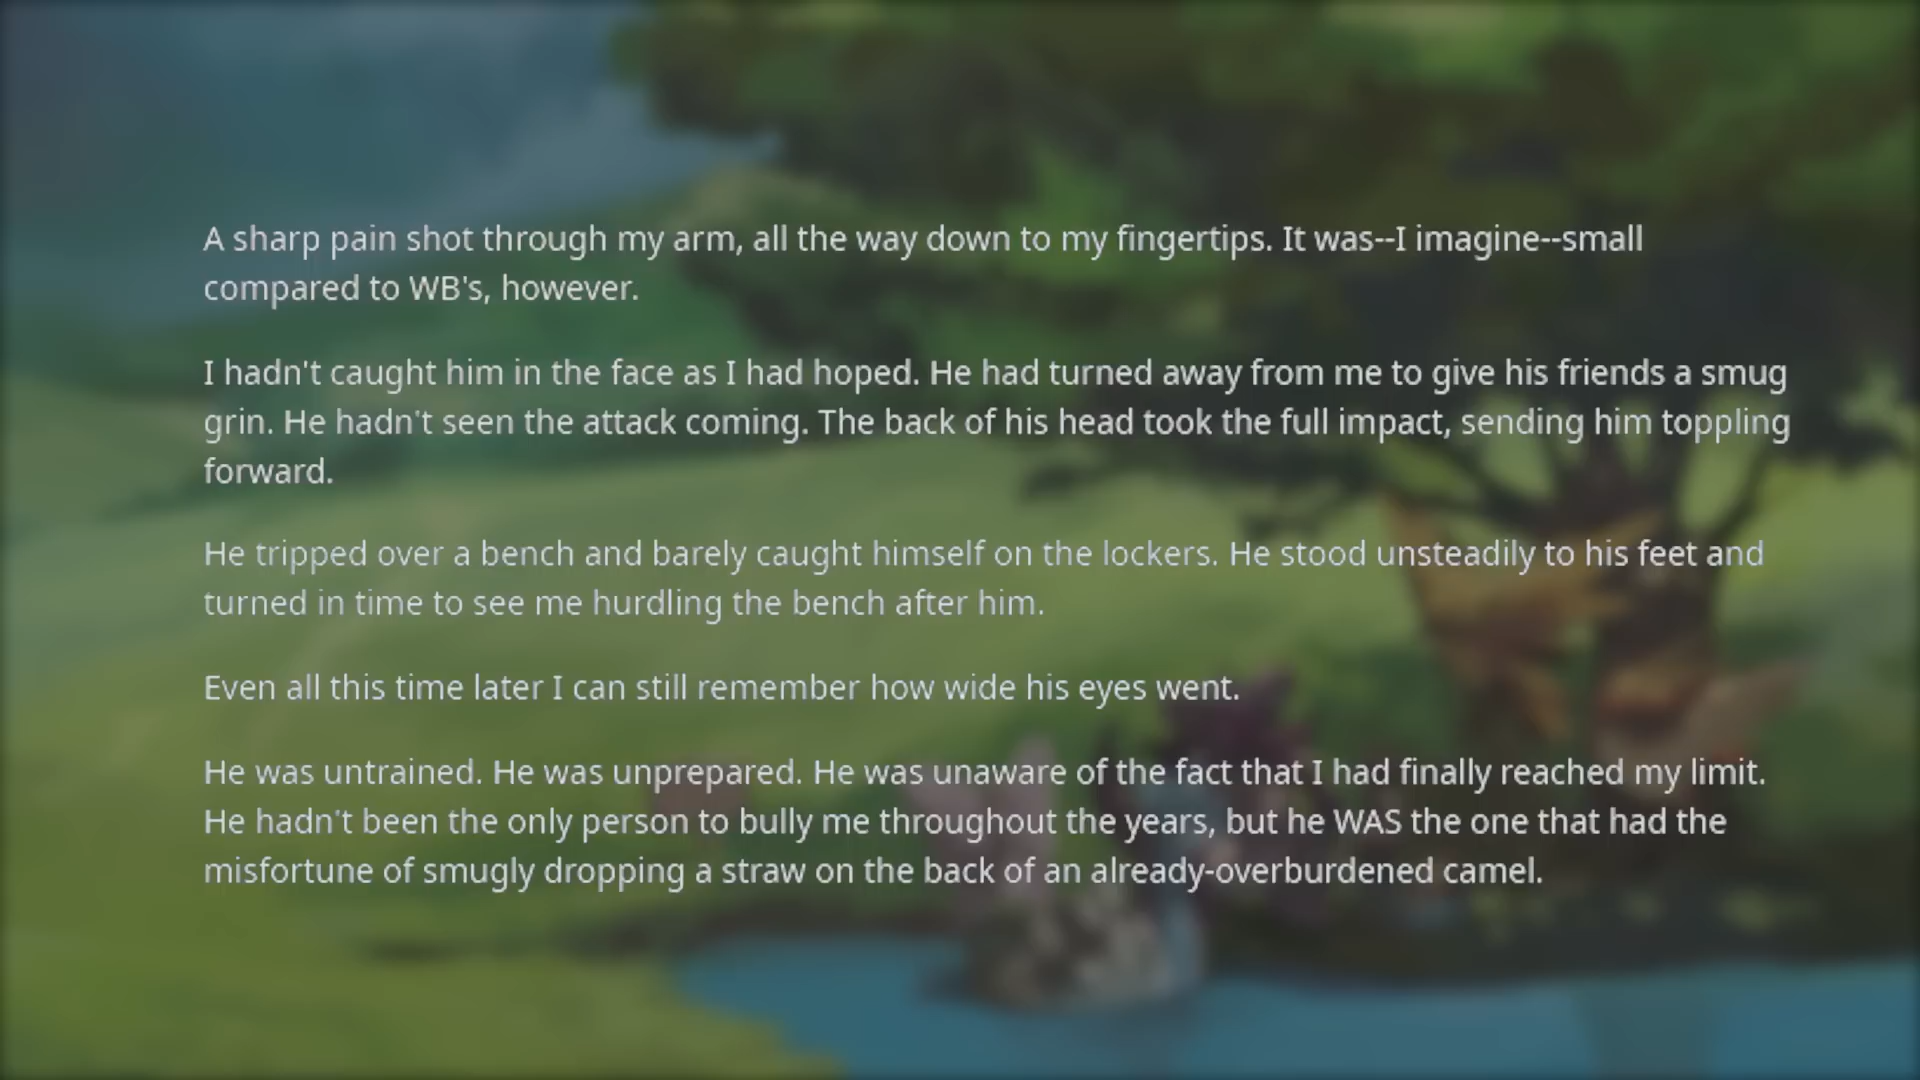 A sharp pain shot through my arm, all the way down to my fingertips. It was--I imagine--small
compared to WB's, however.
I hadn't caught him in the face as I had hoped. He had turned away from me to give his friends a smug
grin. He hadn't seen the attack coming. The back of his head took the full impact, sending him toppling
forward.
He tripped over a bench and barely caught himself on the lockers. He stood unsteadily to his feet and
turned in time to see me hurdling the bench after him.
Even all this time later I can still remember how wide his eyes went.
He was untrained. He was unprepared. He was unaware of the fact that I had finally reached my limit.
He hadn't been the only person to bully me throughout the years, but he WAS the one that had the
misfortune of smugly dropping a straw on the back of an already-overburdened camel.